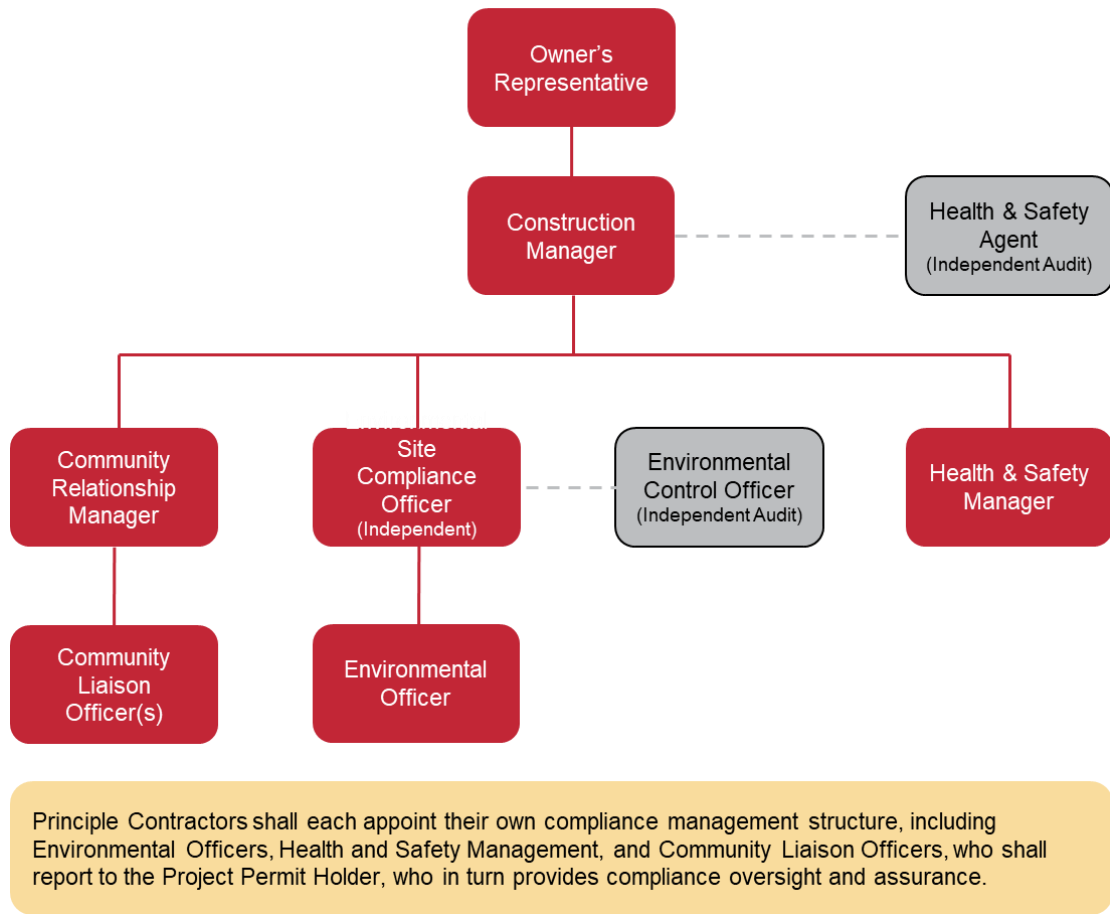 Owner's
Representative
Construction
Manager
Health & Safety
Agent
(Independent Audit)
Community
Relationship
Manager
Site
Compliance
Officer
(Independent)
Environmental
Control Officer
(Independent Audit)
Health & Safety
Manager
Community
Liaison
Officer(s)
Environmental
Officer
Principle Contractors shall each appoint their own compliance management structure, including
Environmental Officers, Health and Safety Management, and Community Liaison Officers, who shall
report to the Project Permit Holder, who in turn provides compliance oversight and assurance.